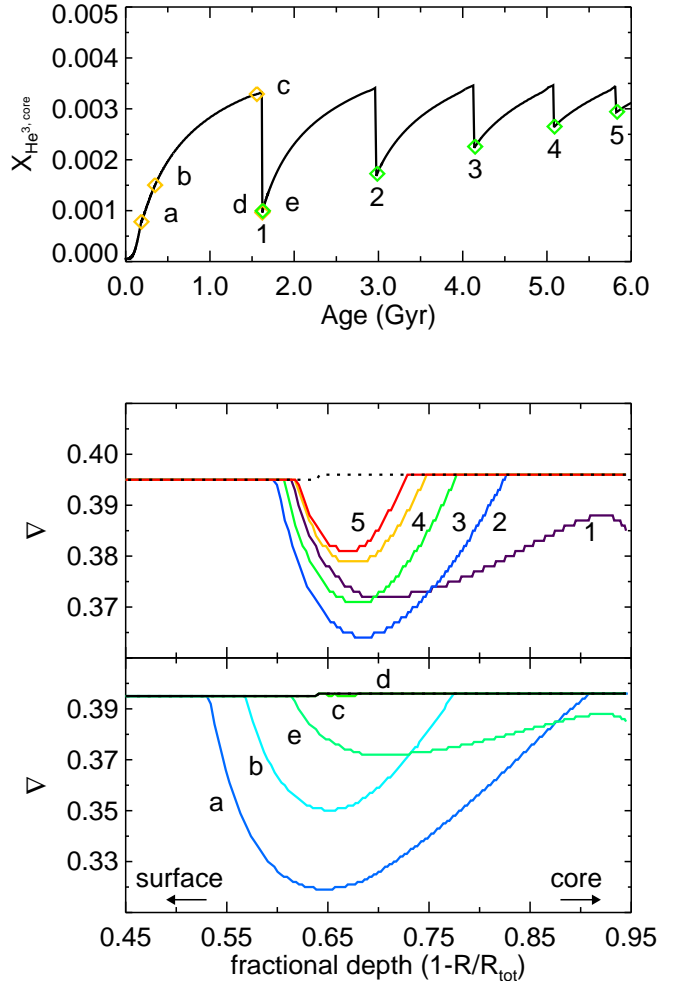 0.005
0.004
0.003
0.002
0.001
0.000
X_He^3, core
a
b
c
d
e
1
2
3
4
5
0.0 1.0 2.0 3.0 4.0 5.0 6.0
Age (Gyr)
0.40
0.39
0.38
0.37
∇
5 4 3 2 1
d
0.39
0.37
0.35
0.33
∇
c
e
b
a
surface core
0.45 0.55 0.65 0.75 0.85 0.95
fractional depth (1-R/R_tot)